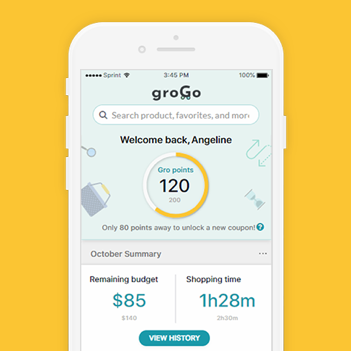 Sprint 3:45 PM 100%
groGo
Search product, favorites, and more
Welcome back, Angeline
Gro points
120
200
Only 80 points away to unlock a new coupon! ?
October Summary ...
Remaining budget Shopping time
$85 1h28m
$140 2h30m
VIEW HISTORY